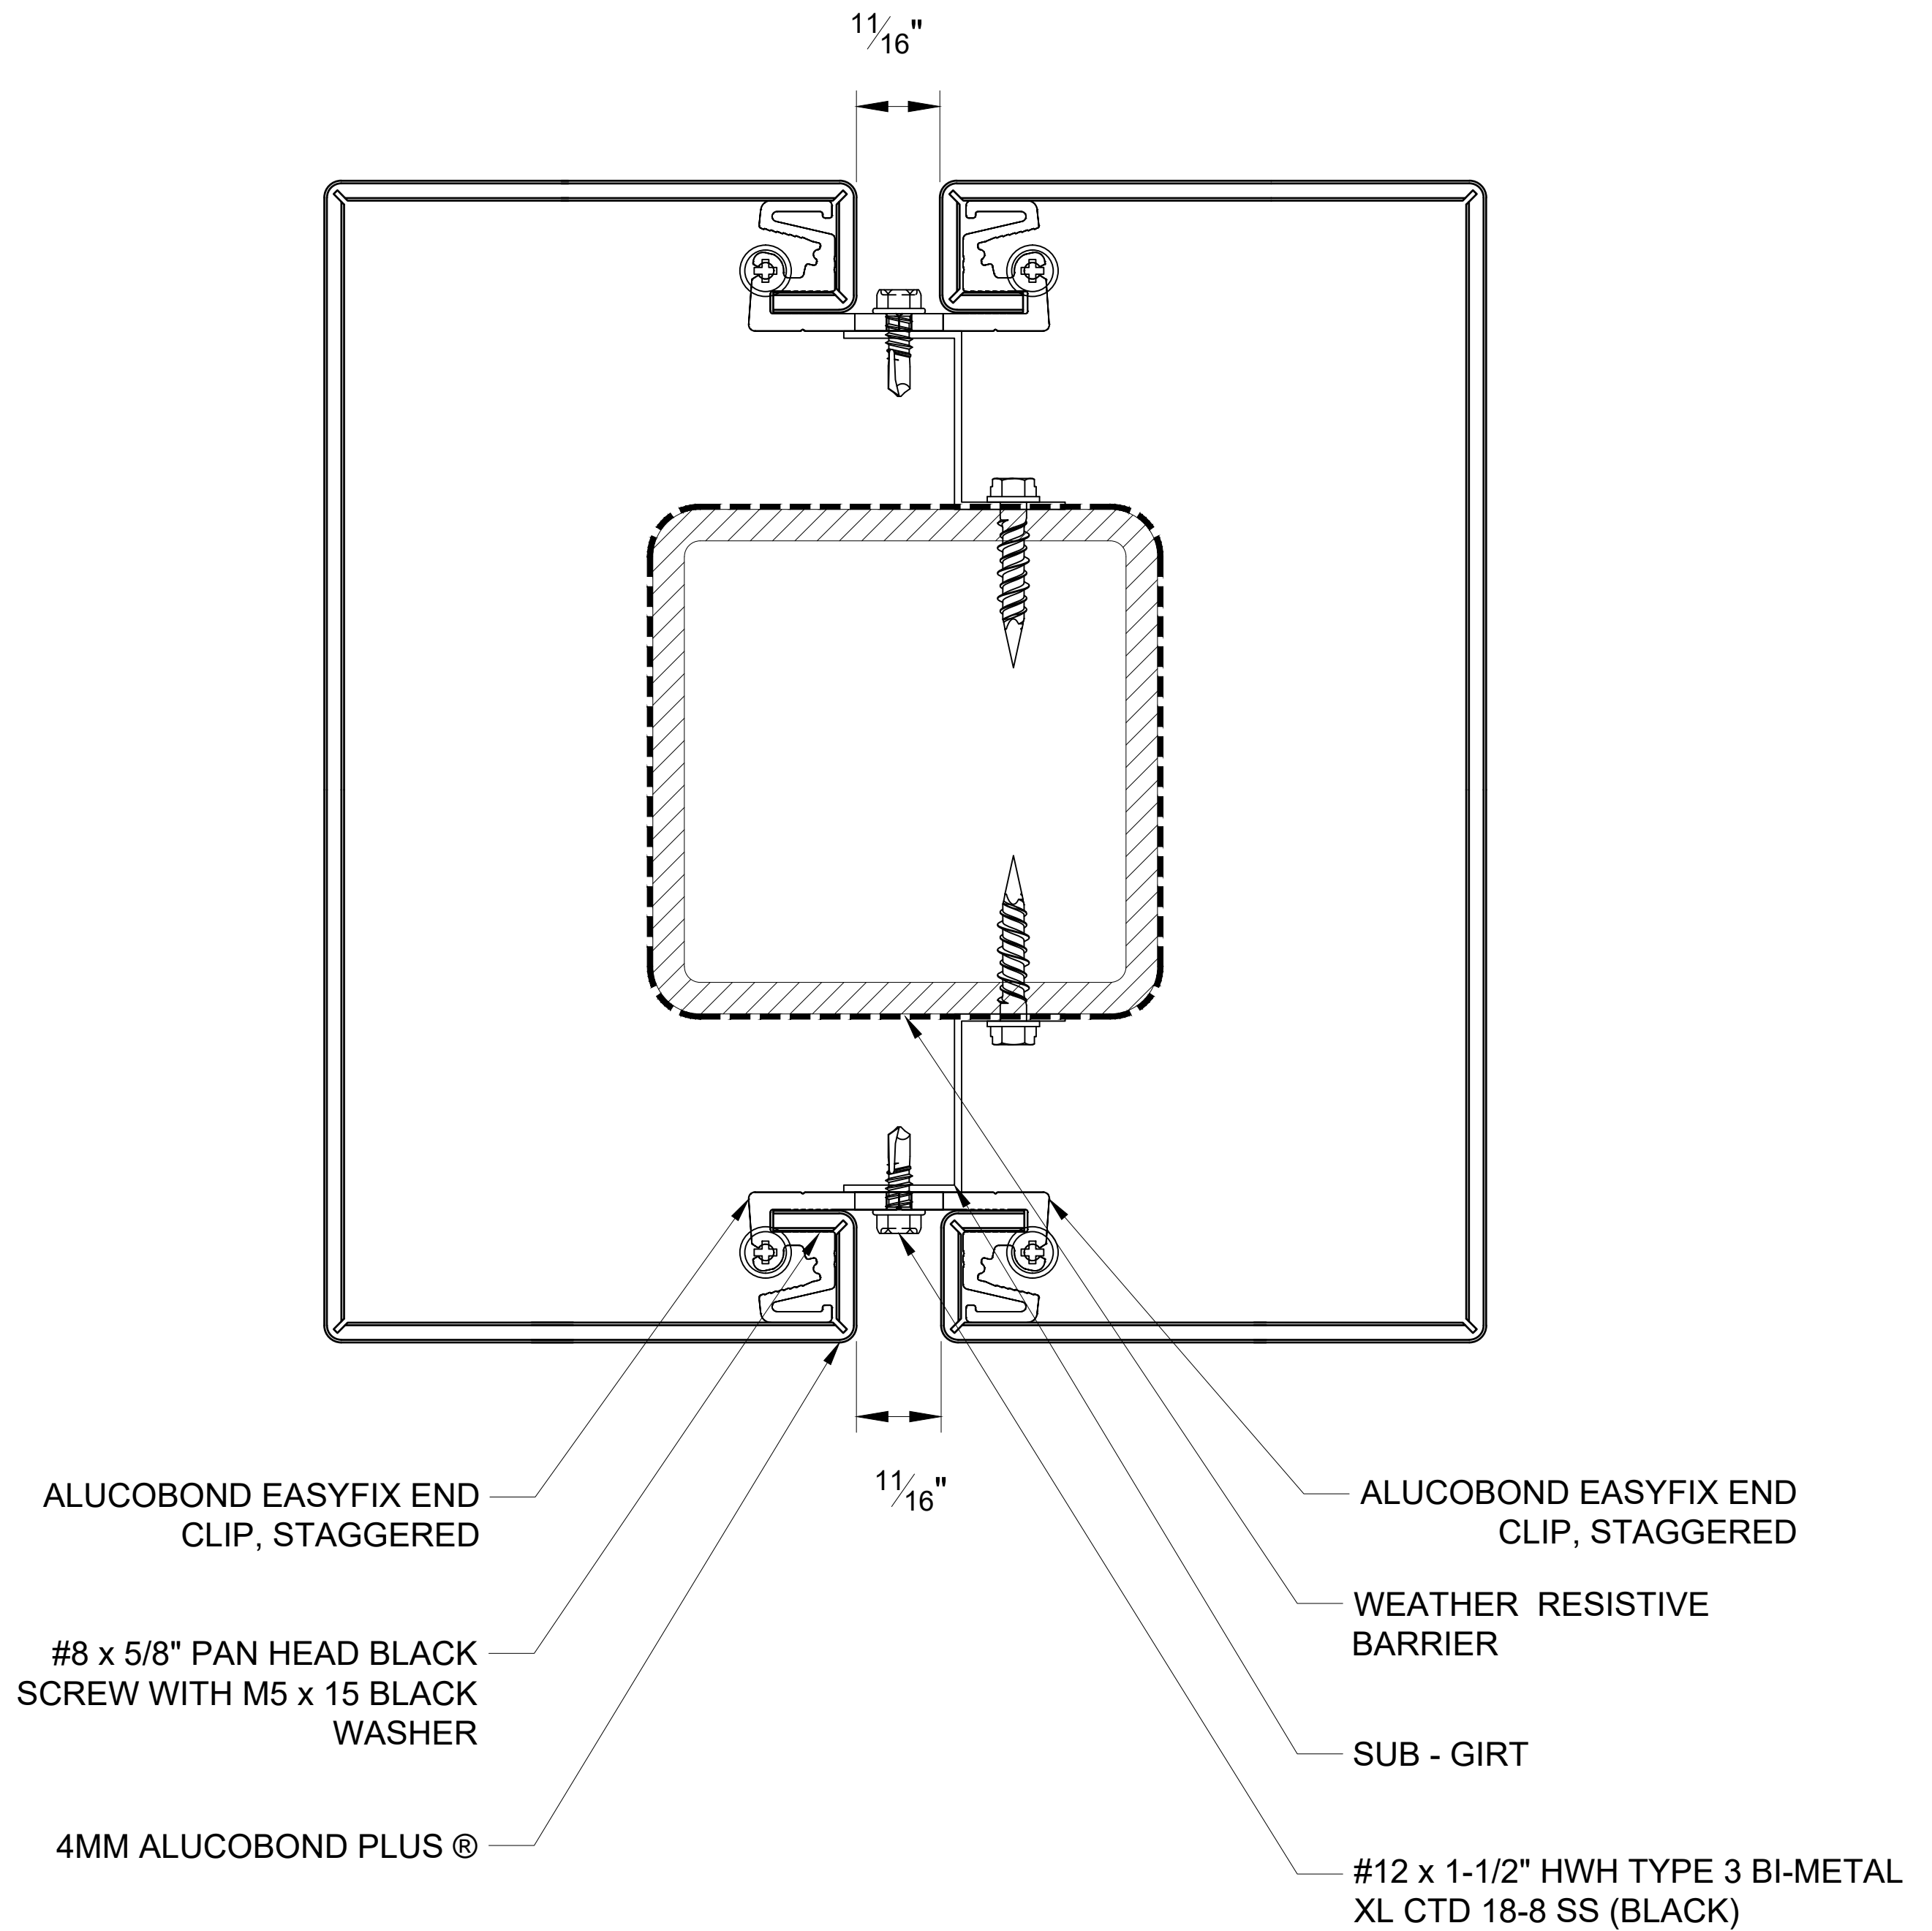 11/16"
11/16"
ALUCOBOND EASYFIX END
CLIP, STAGGERED
#8 x 5/8" PAN HEAD BLACK
SCREW WITH M5 x 15 BLACK
WASHER
4MM ALUCOBOND PLUS ®
ALUCOBOND EASYFIX END
CLIP, STAGGERED
WEATHER RESISTIVE
BARRIER
SUB - GIRT
#12 x 1-1/2" HWH TYPE 3 BI-METAL
XL CTD 18-8 SS (BLACK)